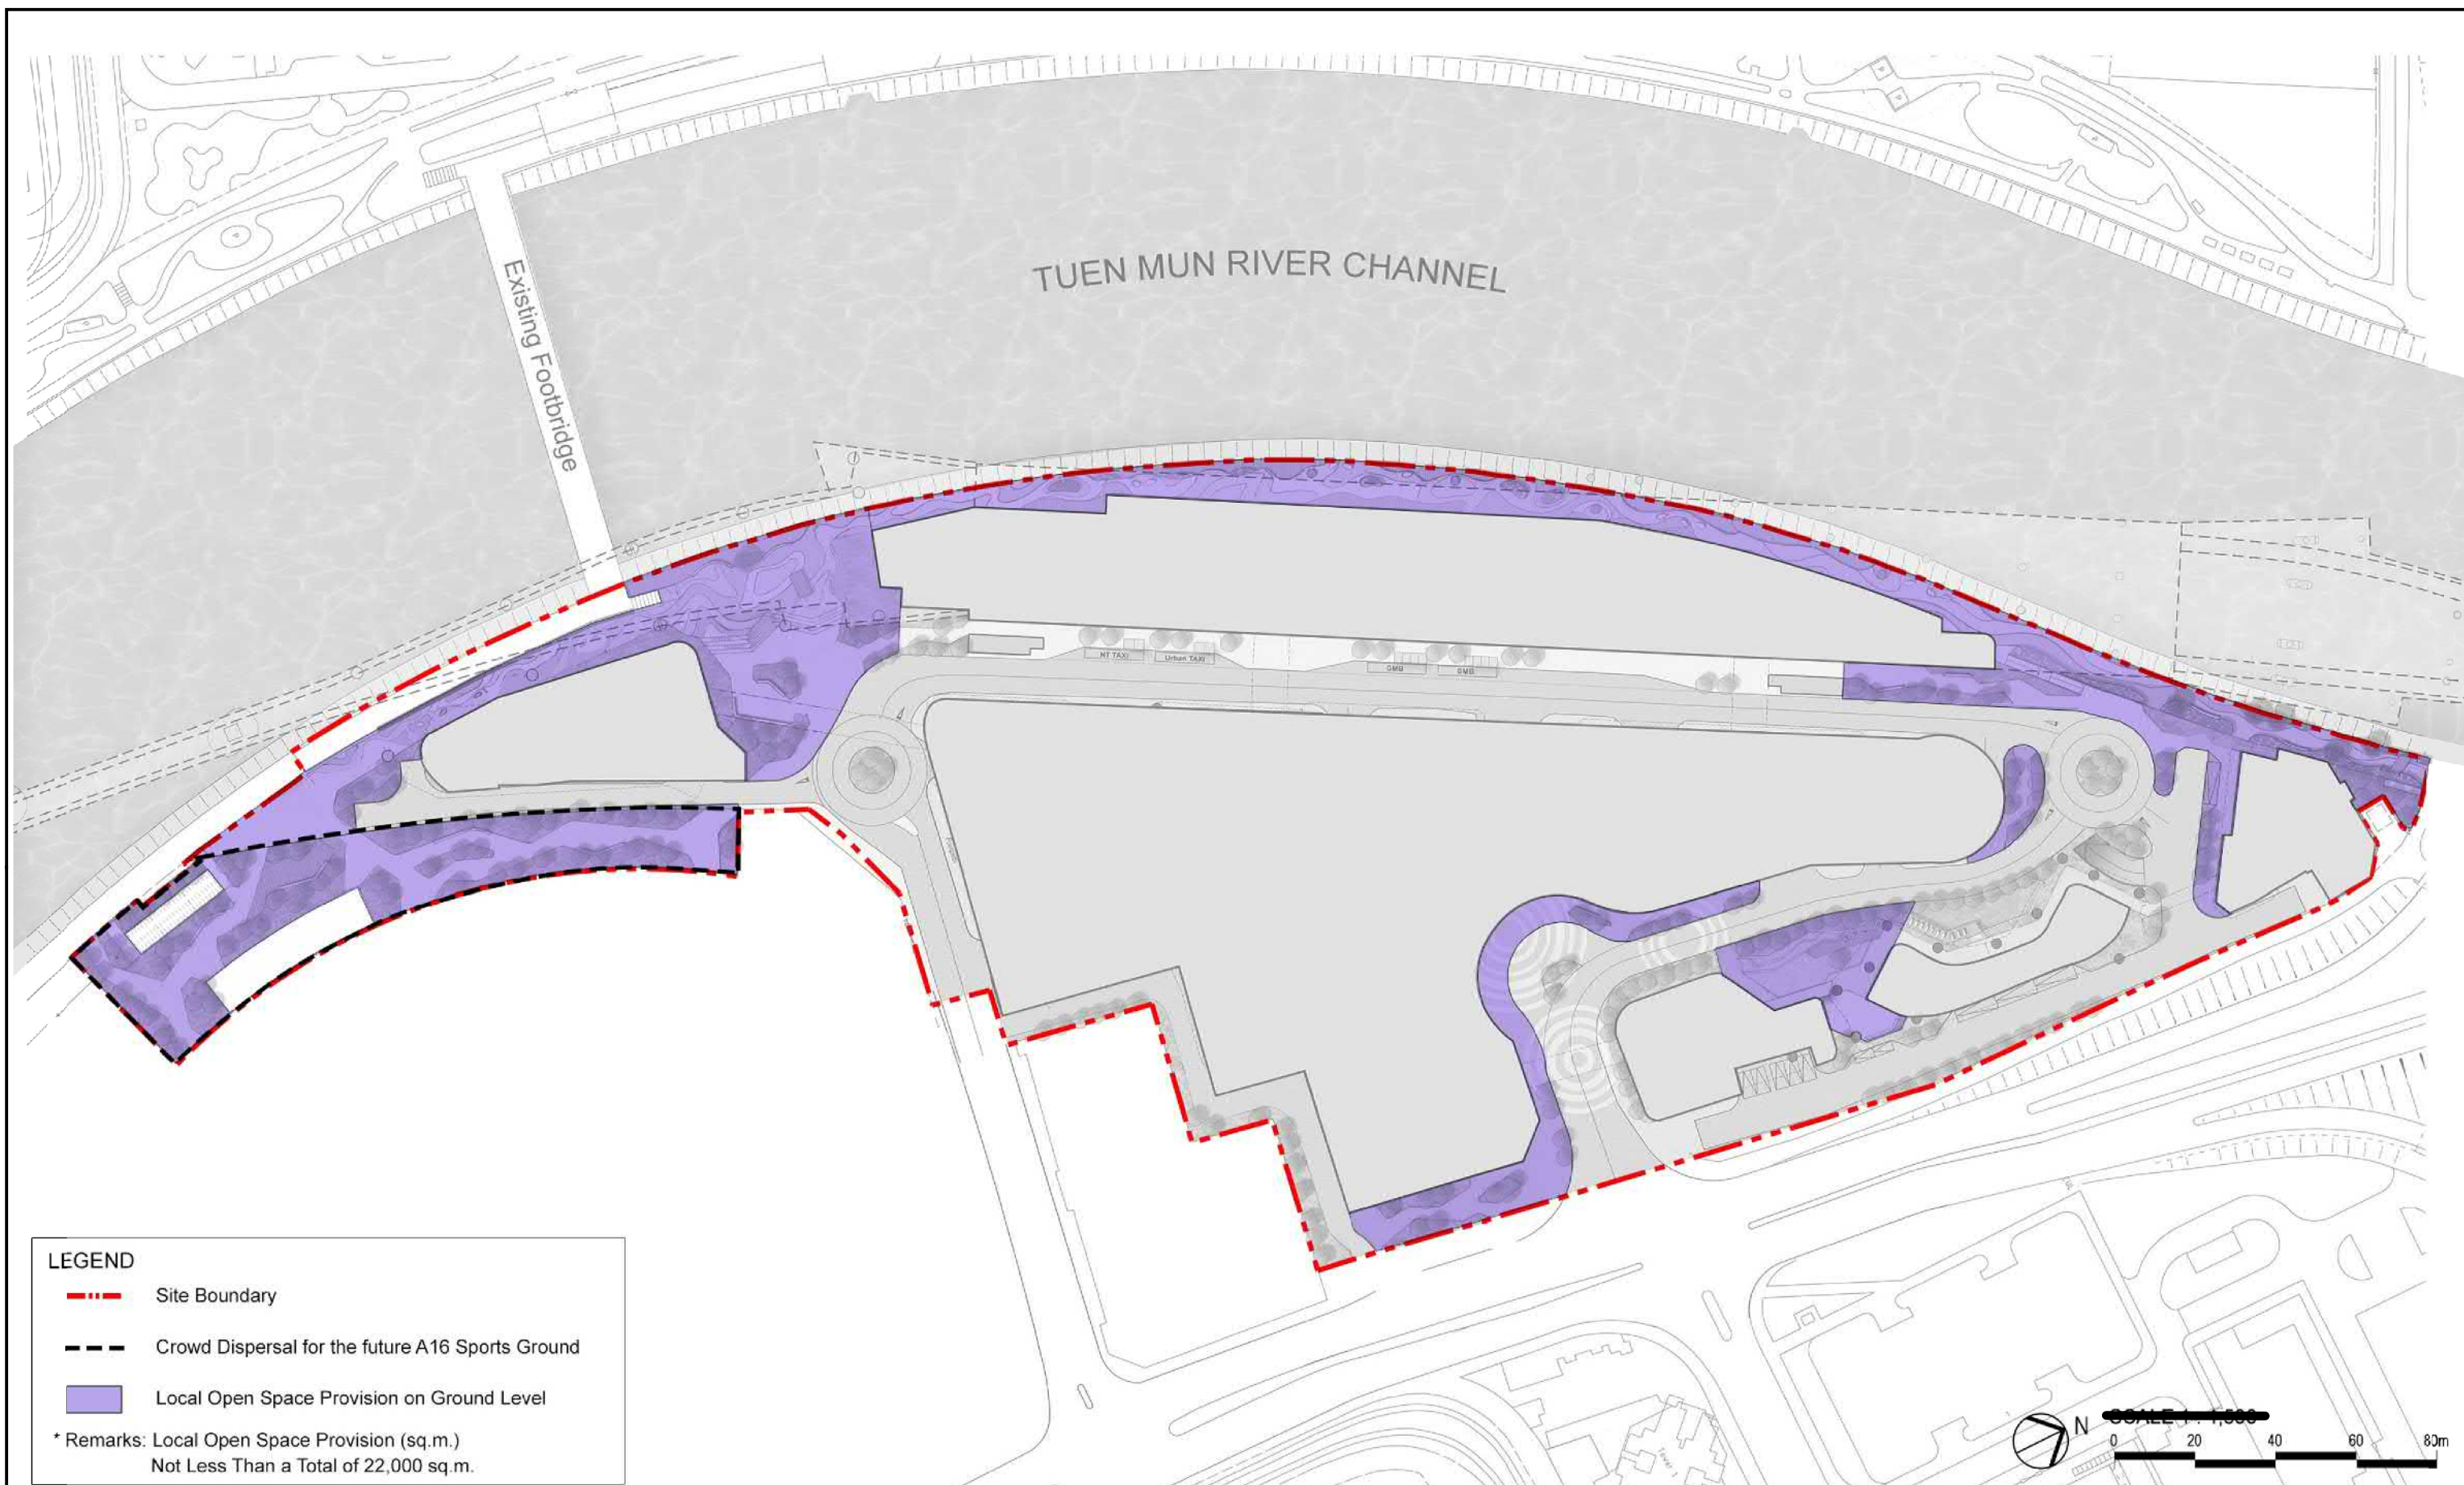 TUEN MUN RIVER CHANNEL
Existing Footbridge
NT TAXI
Urban TAXI
GMB
GMB
LEGEND
Site Boundary
Crowd Dispersal for the future A16 Sports Ground
Local Open Space Provision on Ground Level
* Remarks: Local Open Space Provision (sq.m.)
Not Less Than a Total of 22,000 sq.m.
N
0 20 40 60 80m